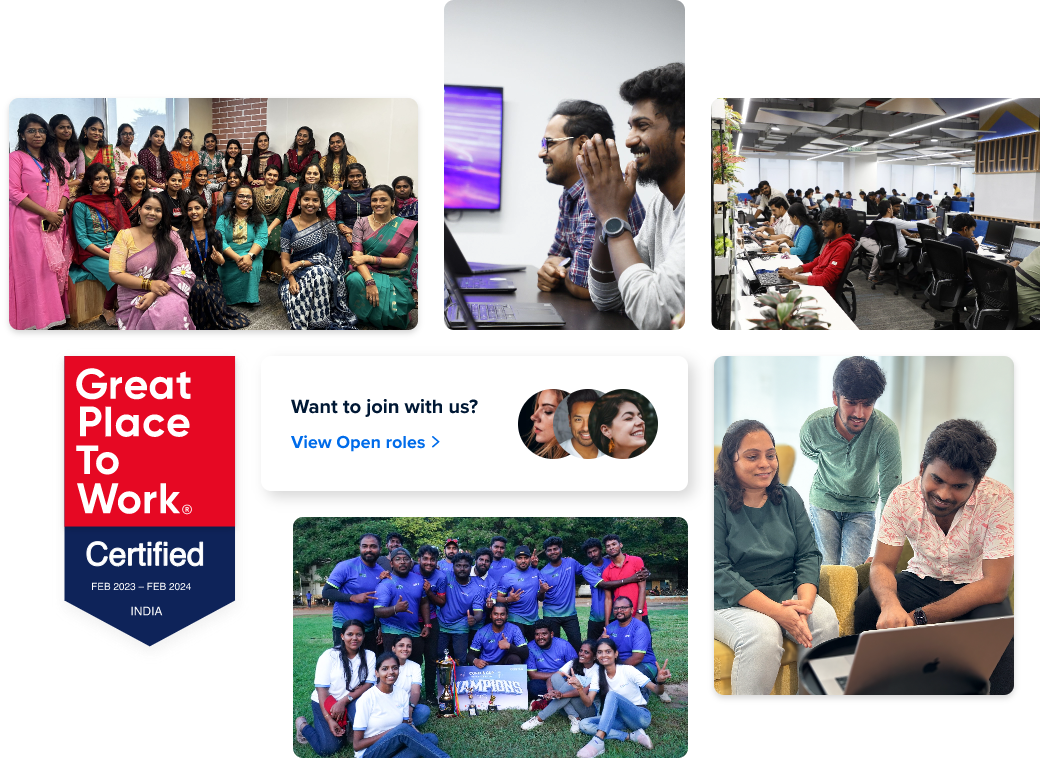 Great
Place
To
Work®
Certified
FEB 2023 – FEB 2024
INDIA
Want to join with us?
View Open roles >
CHAMPIONS